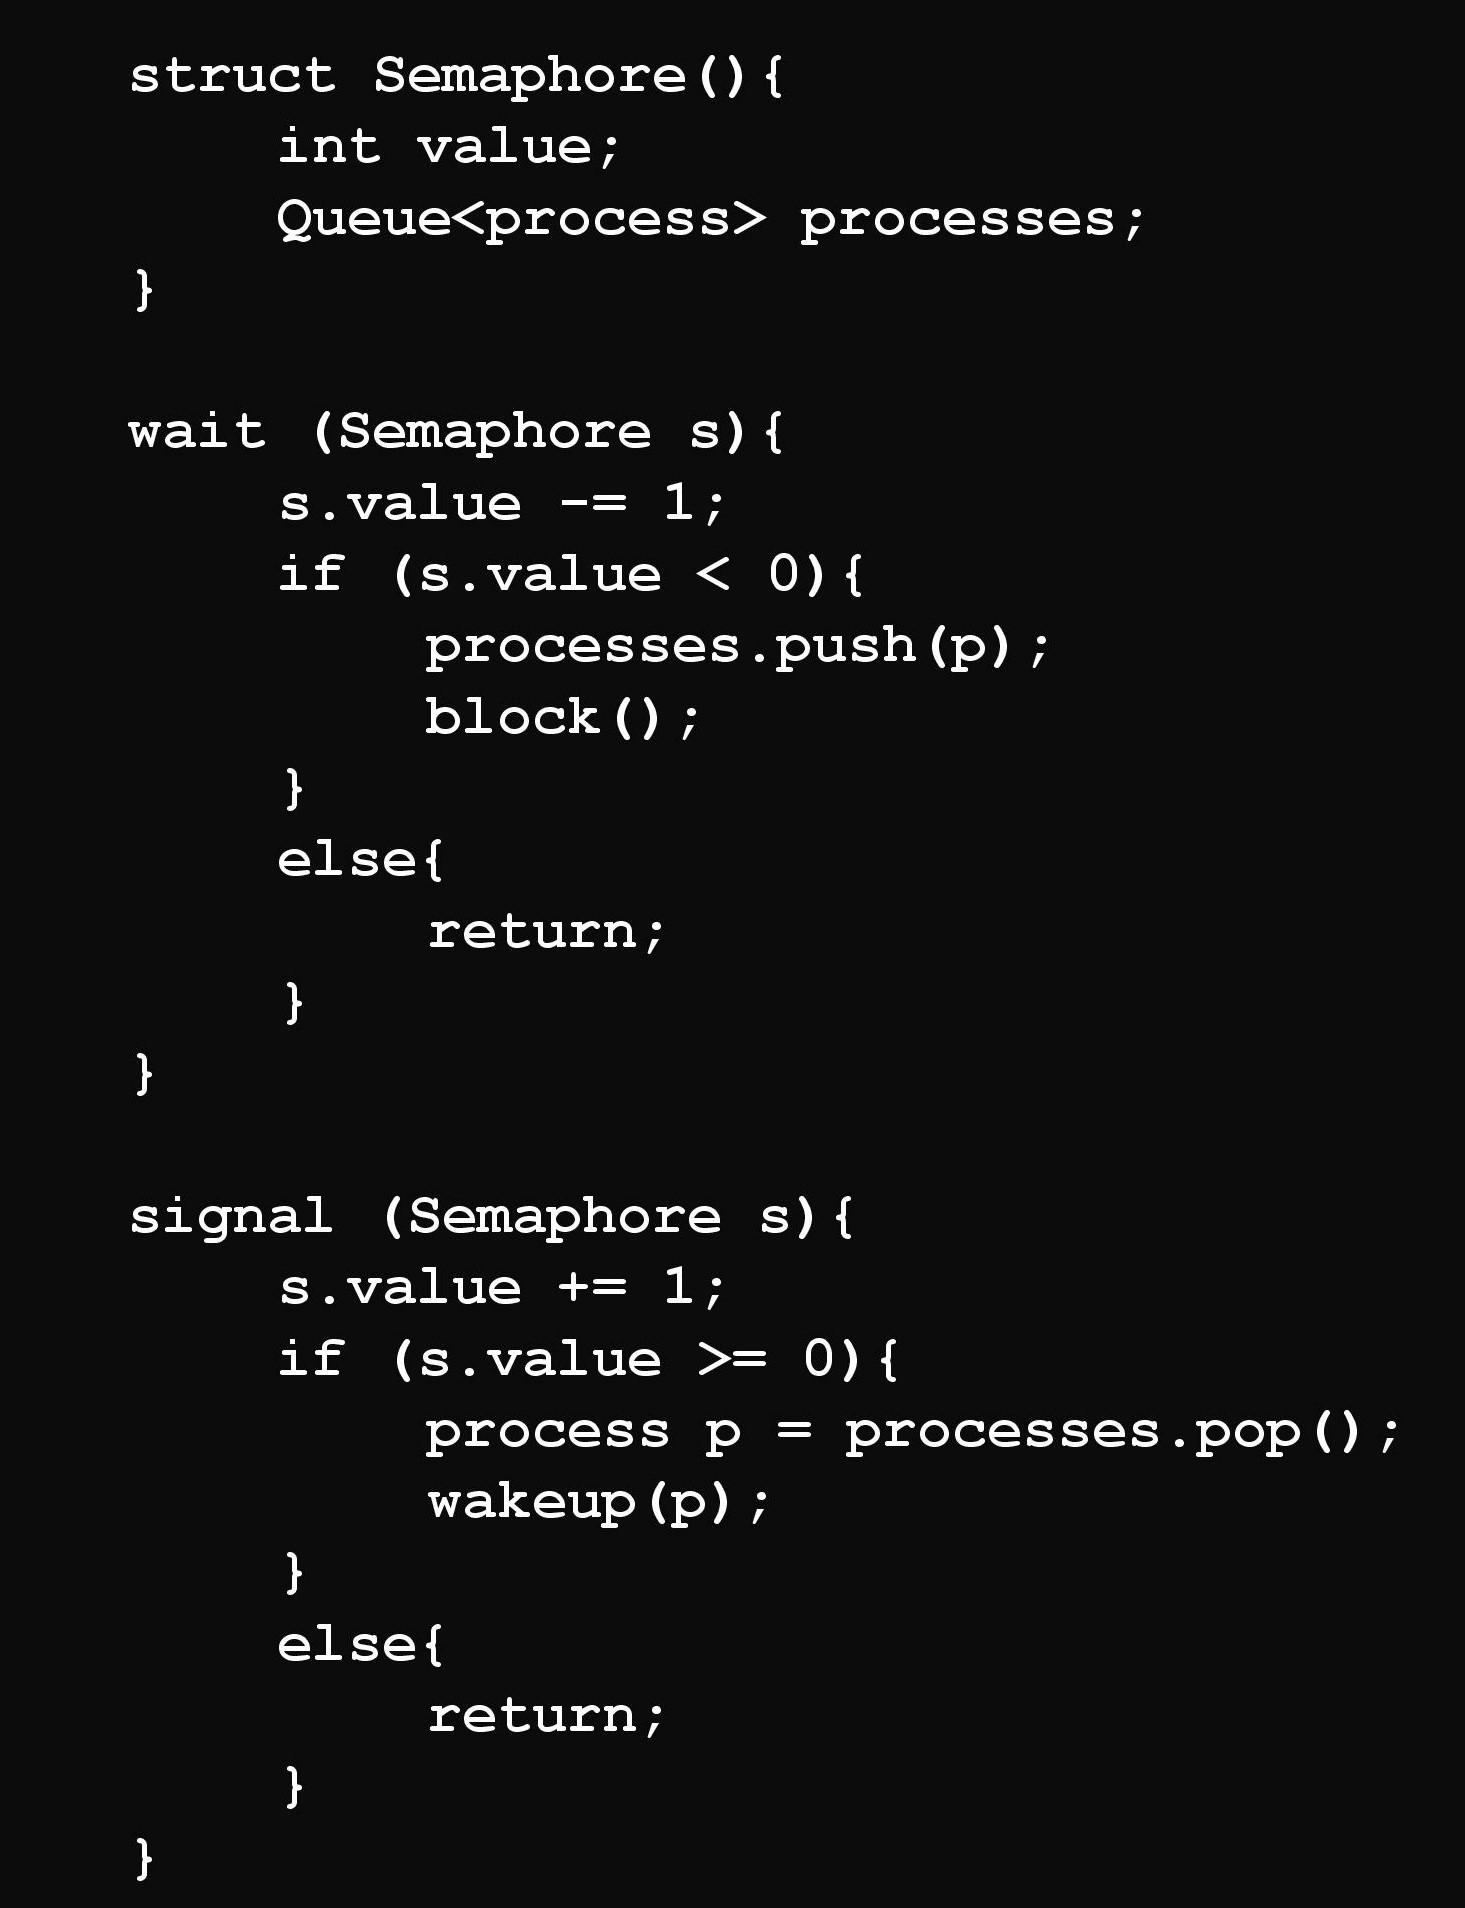 struct Semaphore(){
int value;
Queue<process> processes;
}
wait (Semaphore s){
s.value -= 1;
if (s.value < 0){
processes.push(p);
block();
}
else{
return;
}
}
signal (Semaphore s){
s.value += 1;
if (s.value >= 0){
process p = processes.pop();
wakeup(p);
}
else{
return;
}
}